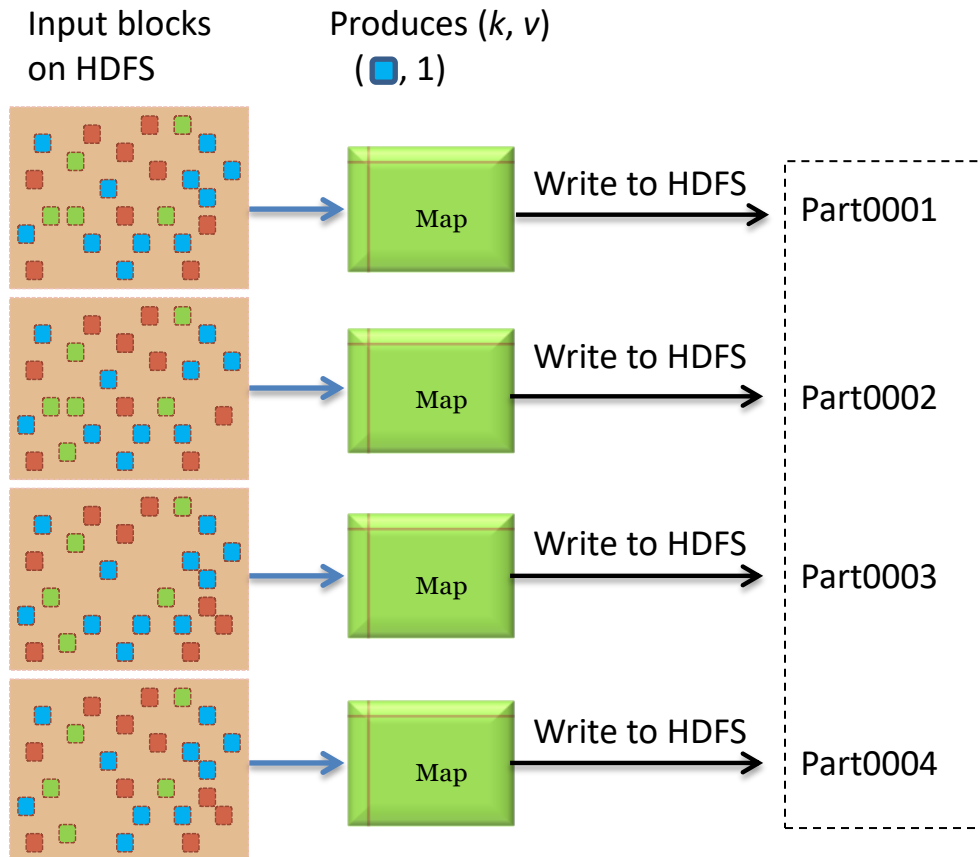 Input blocks
on HDFS
Produces (k, v)
( , 1)
Map
Write to HDFS
Part0001
Map
Write to HDFS
Part0002
Map
Write to HDFS
Part0003
Map
Write to HDFS
Part0004